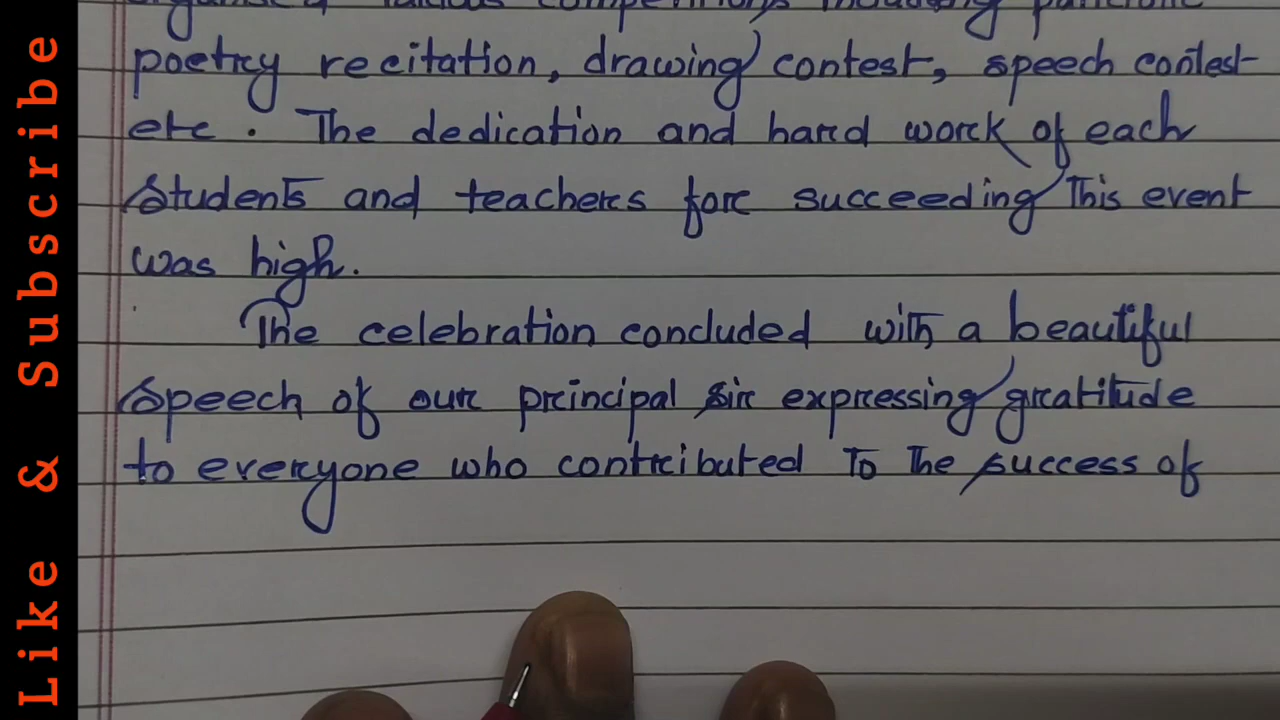 Like & Subscribe
competitions including
poetry recitation, drawing contest, speech contest
etc. The dedication and hard work of each
students and teachers for succeeding this event
was high.
The celebration concluded with a beautiful
speech of our principal sir expressing gratitude
to everyone who contributed to the success of